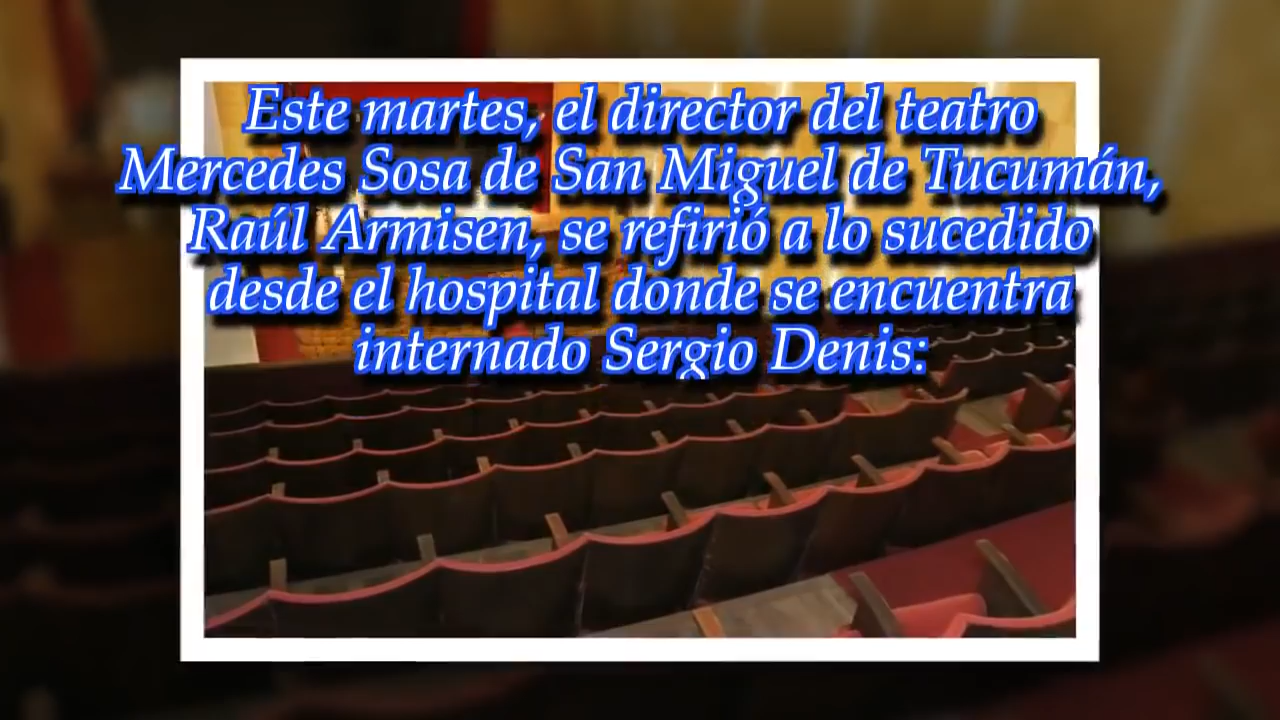 Este martes, el director del teatro
Mercedes Sosa de San Miguel de Tucumán,
Raúl Armisen, se refirió a lo sucedido
desde el hospital donde se encuentra
internado Sergio Denis: